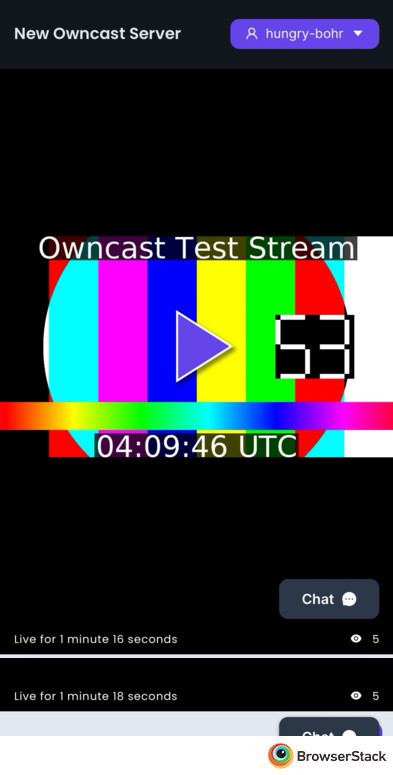 New Owncast Server
hungry-bohr
Owncast Test Stream
53
04:09:46 UTC
Chat
Live for 1 minute 16 seconds
5
Live for 1 minute 18 seconds
5
Chat
BrowserStack